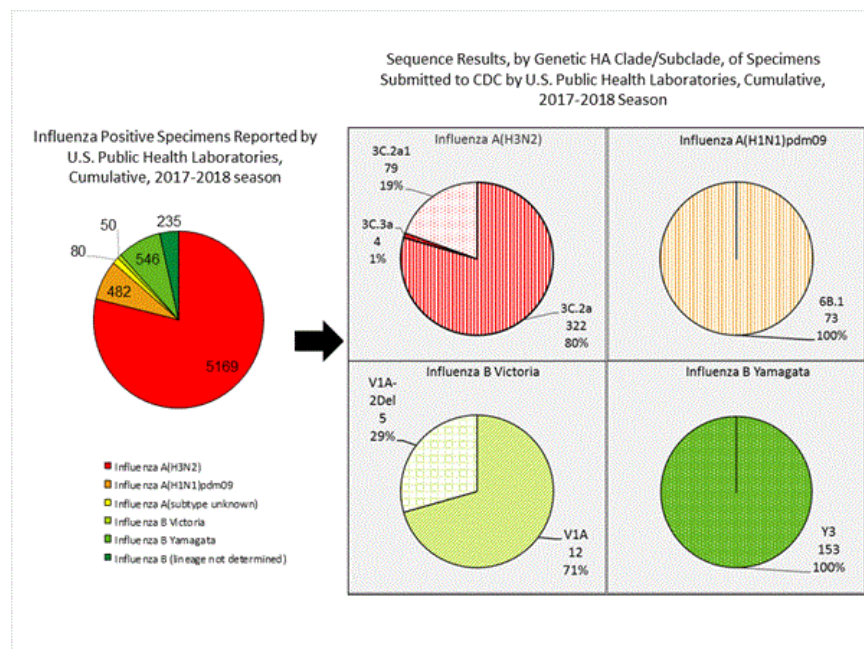 Sequence Results, by Genetic HA Clade/Subclade, of Specimens
Submitted to CDC by U.S. Public Health Laboratories, Cumulative,
2017-2018 Season
Influenza Positive Specimens Reported by
U.S. Public Health Laboratories,
Cumulative, 2017-2018 season
50
235
80
546
482
5169
Influenza A(H3N2)
Influenza A(H1N1)pdm09
Influenza A(subtype unknown)
Influenza B Victoria
Influenza B Yamagata
Influenza B (lineage not determined)
Influenza A(H3N2)
3C.2a1
79
19%
3C.3a
4
1%
3C.2a
322
80%
Influenza A(H1N1)pdm09
6B.1
73
100%
Influenza B Victoria
V1A-
2Del
5
29%
V1A
12
71%
Influenza B Yamagata
Y3
153
100%